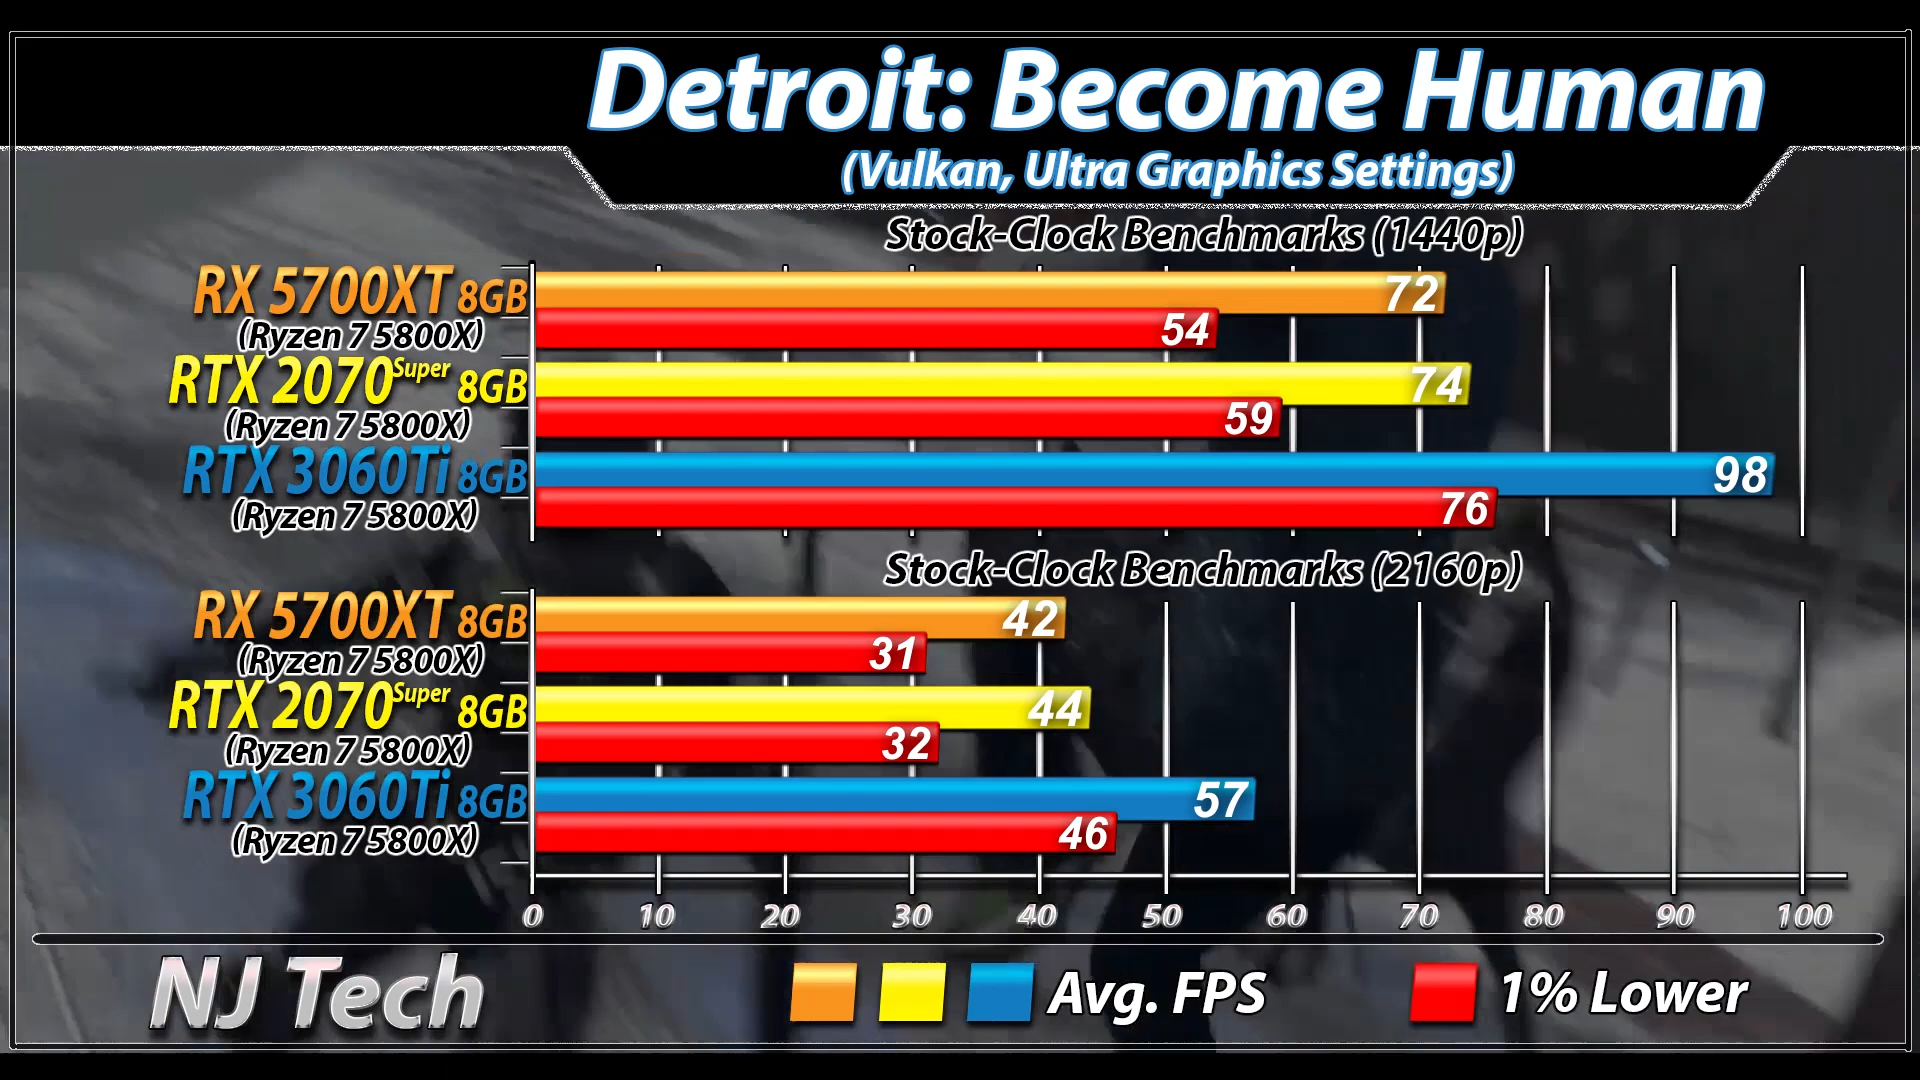 Detroit: Become Human
(Vulkan, Ultra Graphics Settings)
Stock-Clock Benchmarks (1440p)
RX 5700XT 8GB 72
(Ryzen 7 5800X) 54
RTX 2070 Super 8GB 74
(Ryzen 7 5800X) 59
RTX 3060Ti 8GB 98
(Ryzen 7 5800X) 76
Stock-Clock Benchmarks (2160p)
RX 5700XT 8GB 42
(Ryzen 7 5800X) 31
RTX 2070 Super 8GB 44
(Ryzen 7 5800X) 32
RTX 3060Ti 8GB 57
(Ryzen 7 5800X) 46
0 10 20 30 40 50 60 70 80 90 100
NJ Tech Avg. FPS 1% Lower